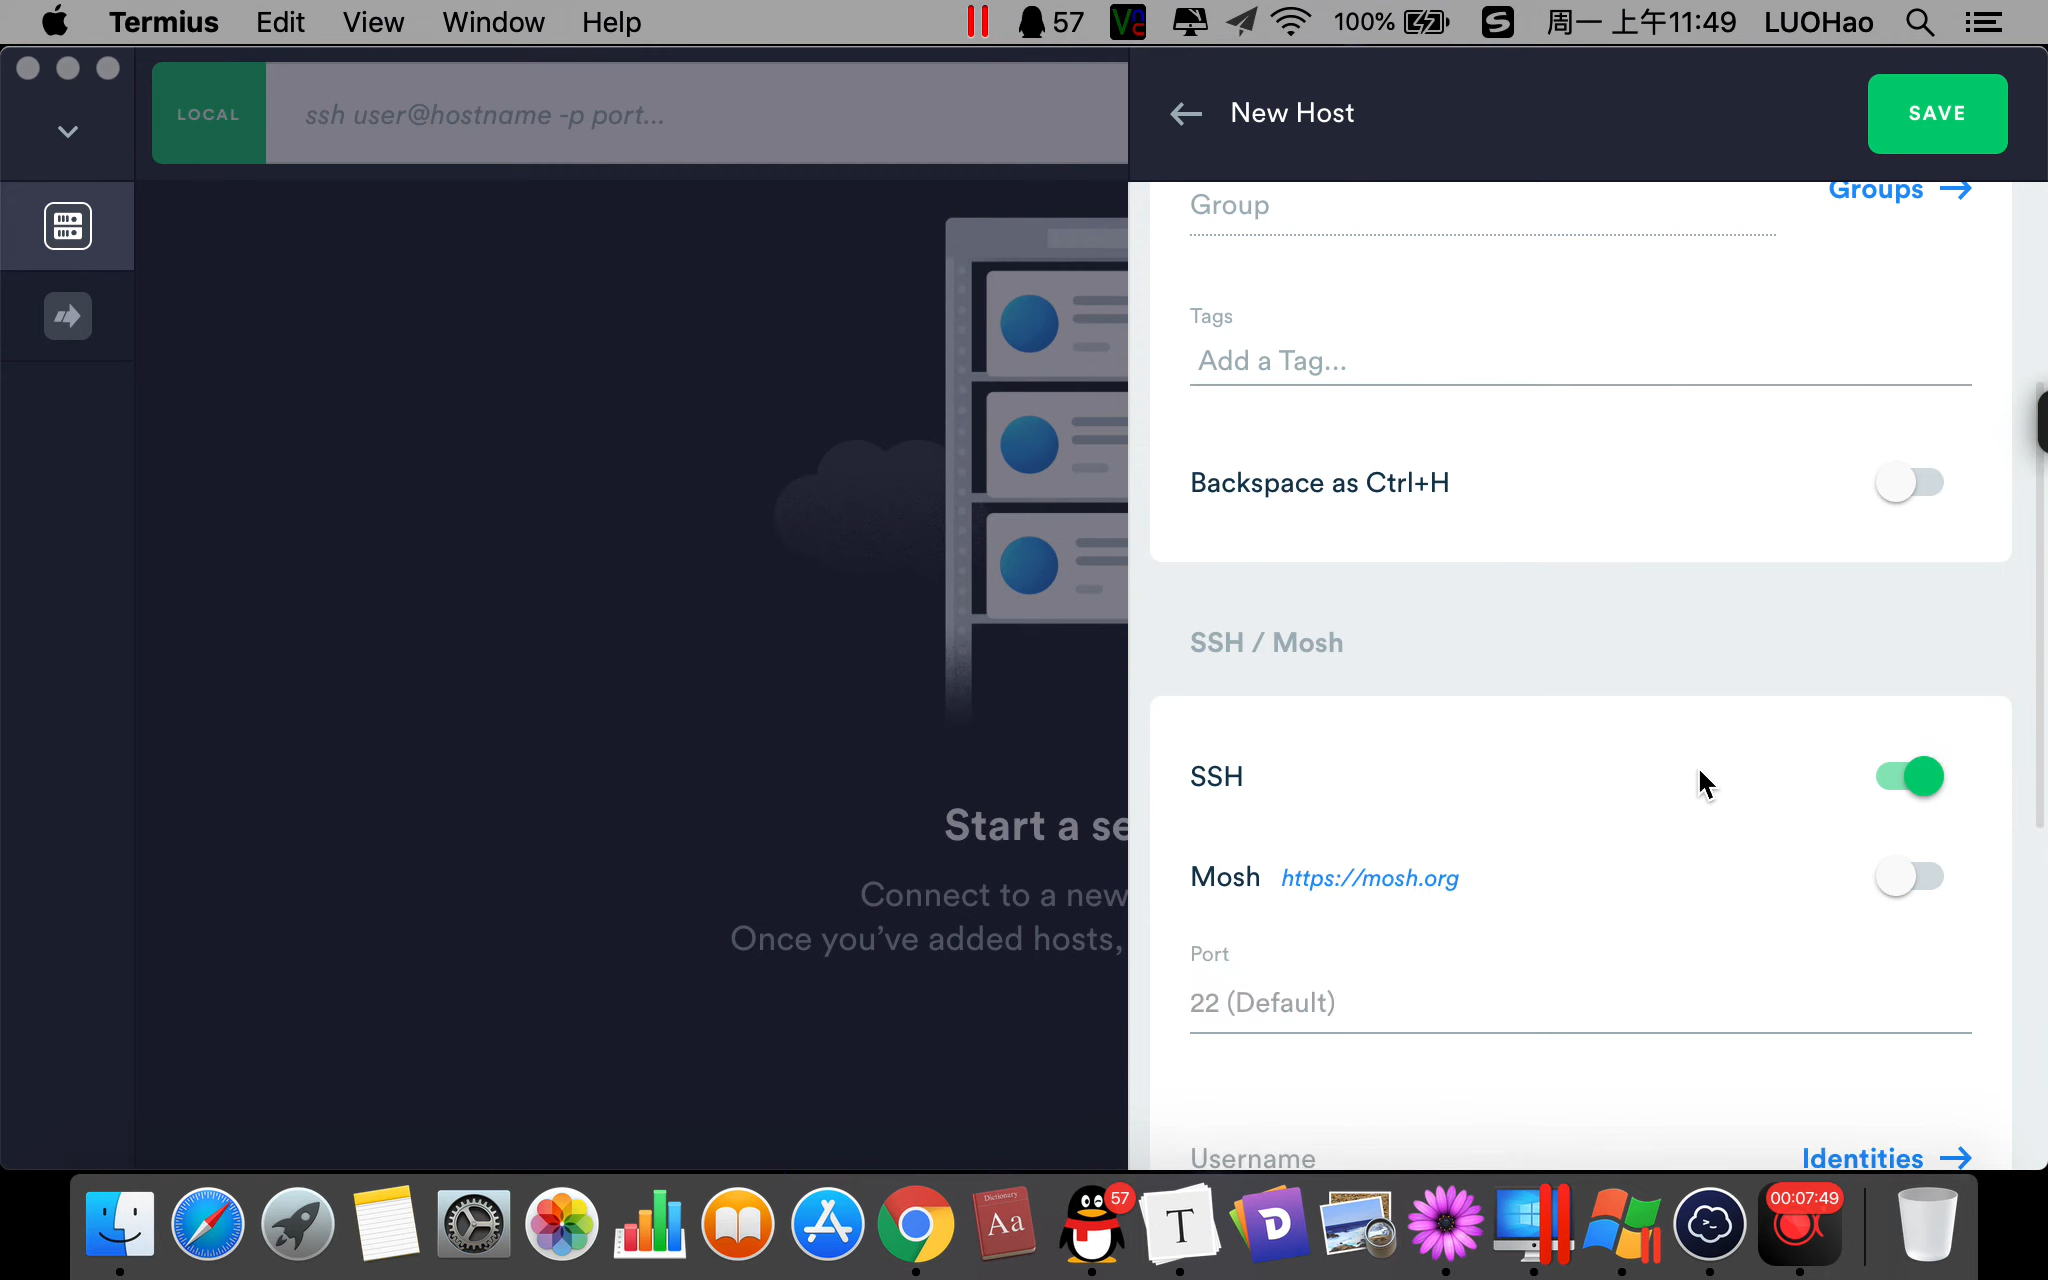 Termius Edit View Window Help 57 100% 周一 上午11:49 LUOHao
LOCAL
ssh user@hostname -p port...
New Host
SAVE
Group
Groups
Tags
Add a Tag...
Backspace as Ctrl+H
SSH / Mosh
SSH
Mosh https://mosh.org
Port
22 (Default)
Username
Identities
Start a se
Connect to a new
Once you've added hosts,
Dictionary
Aa
57
T
D
00:07:49